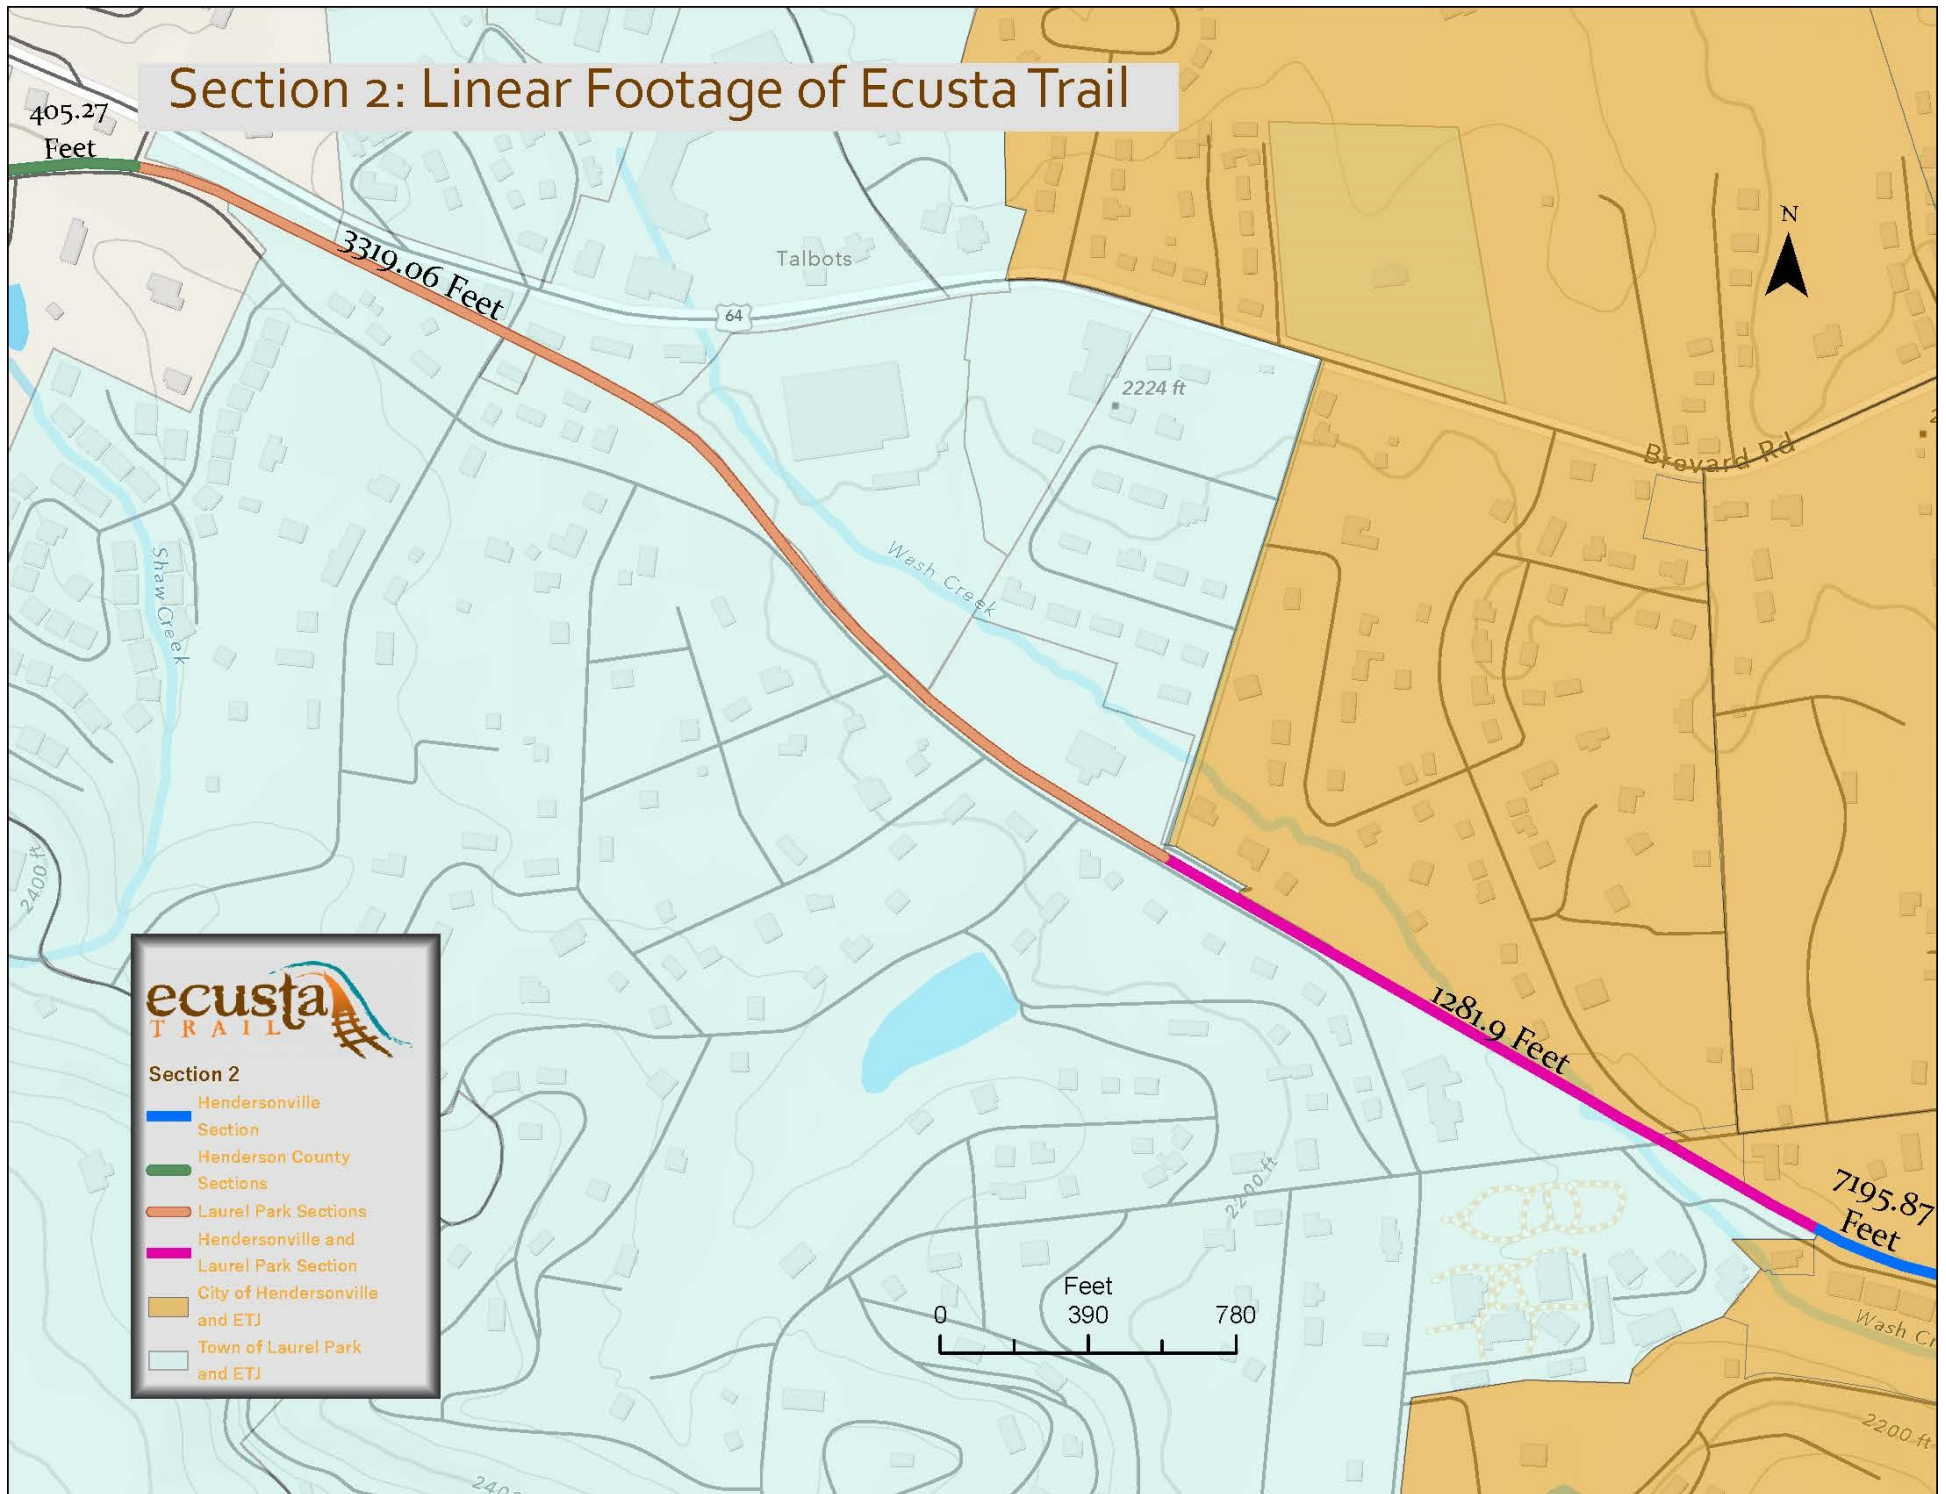 Section 2: Linear Footage of Ecusta Trail
405.27
Feet
3319.06 Feet
Talbots
64
N
2224 ft
Brevard Rd
Wash Creek
Shaw Creek
2400 ft
1281.9 Feet
7195.87
Feet
2200 ft
Wash Cr
2200 ft
ecusta
TRAIL
Section 2
Hendersonville
Section
Henderson County
Sections
Laurel Park Sections
Hendersonville and
Laurel Park Section
City of Hendersonville
and ETJ
Town of Laurel Park
and ETJ
Feet
0 390 780